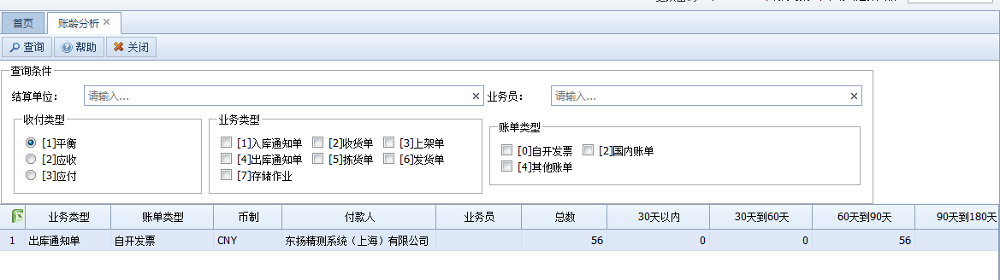 首页 账龄分析
查询 帮助 关闭
查询条件
结算单位： 请输入... 业务员： 请输入...
收付类型 业务类型 账单类型
[1]平衡 [1]入库通知单 [2]收货单 [3]上架单 [0]自开发票 [2]国内账单
[2]应收 [4]出库通知单 [5]拣货单 [6]发货单 [4]其他账单
[3]应付 [7]存储作业
业务类型 账单类型 币制 付款人 业务员 总数 30天以内 30天到60天 60天到90天 90天到180天
1 出库通知单 自开发票 CNY 东扬精测系统（上海）有限公司 56 0 0 56